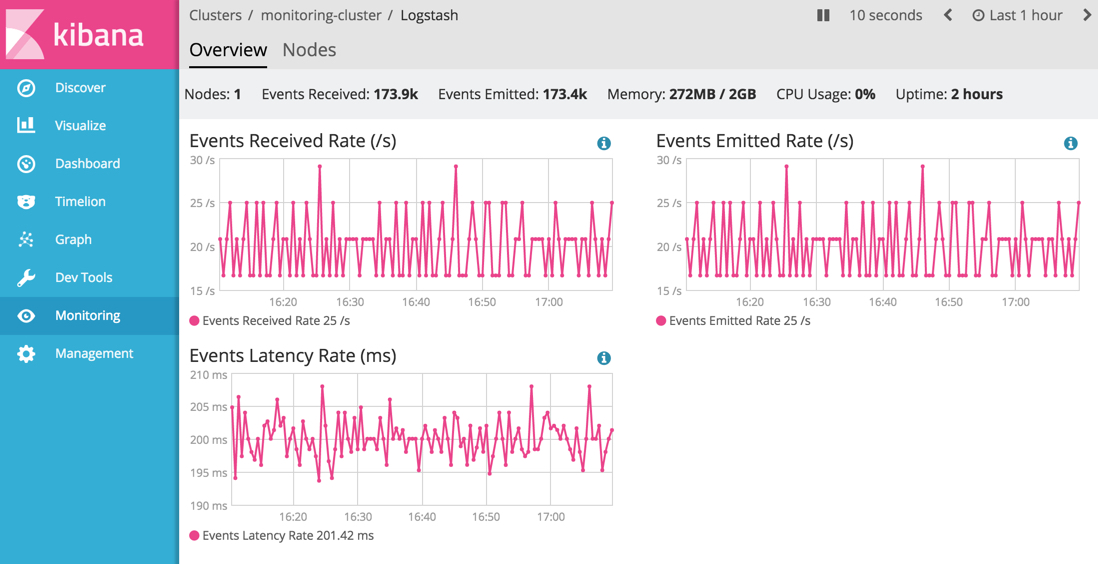 kibana
Discover
Visualize
Dashboard
Timelion
Graph
Dev Tools
Monitoring
Management
Clusters / monitoring-cluster / Logstash
10 seconds
Last 1 hour
Overview Nodes
Nodes: 1 Events Received: 173.9k Events Emitted: 173.4k Memory: 272MB / 2GB CPU Usage: 0% Uptime: 2 hours
Events Received Rate (/s)
30 /s
25 /s
20 /s
15 /s
16:20 16:30 16:40 16:50 17:00
Events Received Rate 25 /s
Events Emitted Rate (/s)
30 /s
25 /s
20 /s
15 /s
16:20 16:30 16:40 16:50 17:00
Events Emitted Rate 25 /s
Events Latency Rate (ms)
210 ms
205 ms
200 ms
195 ms
190 ms
16:20 16:30 16:40 16:50 17:00
Events Latency Rate 201.42 ms